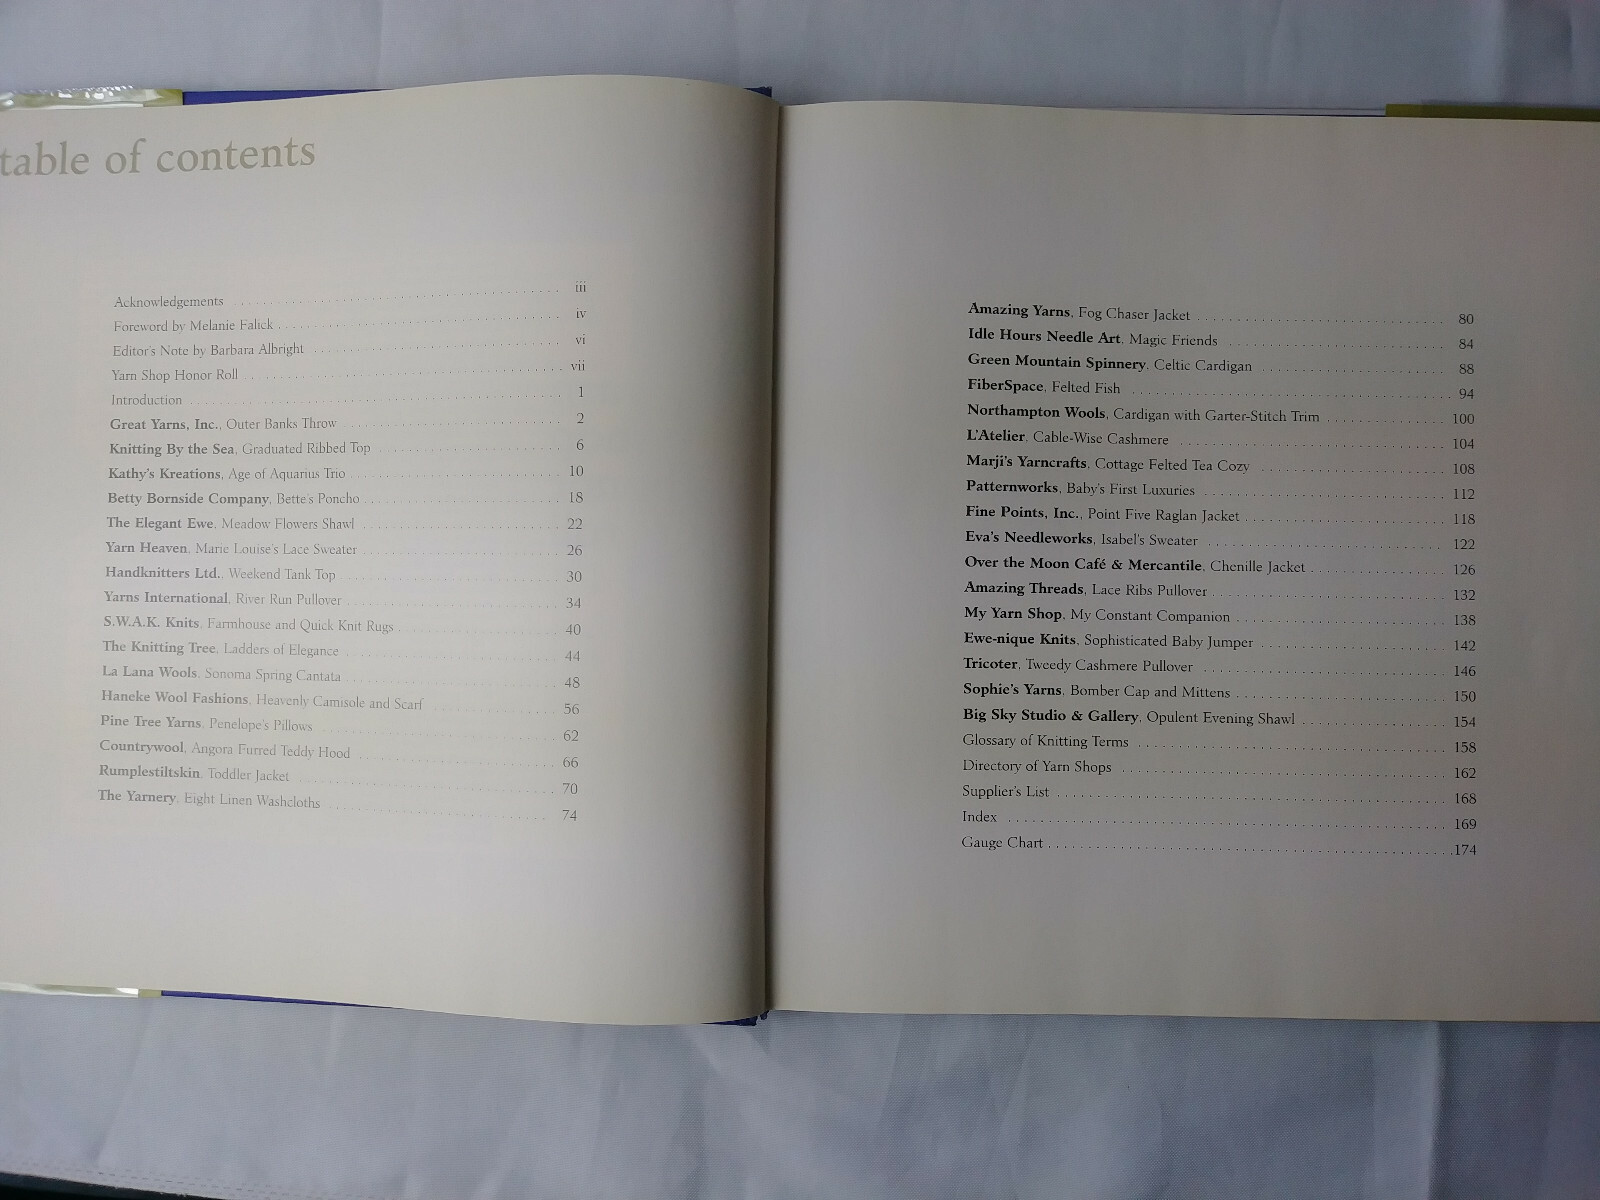 table of contents
Acknowledgements iii
Foreword by Melanie Falick iv
Editor's Note by Barbara Albright vi
Yarn Shop Honor Roll vii
Introduction 1
Great Yarns, Inc., Outer Banks Throw 2
Knitting By the Sea, Graduated Ribbed Top 6
Kathy's Kreations, Age of Aquarius Trio 10
Betty Bornside Company, Bette's Poncho 18
The Elegant Ewe, Meadow Flowers Shawl 22
Yarn Heaven, Marie Louise's Lace Sweater 26
Handknitters Ltd., Weekend Tank Top 30
Yarns International, River Run Pullover 34
S.W.A.K. Knits, Farmhouse and Quick Knit Rugs 40
The Knitting Tree, Ladders of Elegance 44
La Lana Wools, Sonoma Spring Cantata 48
Haneke Wool Fashions, Heavenly Camisole and Scarf 56
Pine Tree Yarns, Penelope's Pillows 62
Countrywool, Angora Furred Teddy Hood 66
Rumplestiltskin, Toddler Jacket 70
The Yarnery, Eight Linen Washcloths 74
Amazing Yarns, Fog Chaser Jacket 80
Idle Hours Needle Art, Magic Friends 84
Green Mountain Spinnery, Celtic Cardigan 88
FiberSpace, Felted Fish 94
Northampton Wools, Cardigan with Garter-Stitch Trim 100
L'Atelier, Cable-Wise Cashmere 104
Marji's Yarncrafts, Cottage Felted Tea Cozy 108
Patternworks, Baby's First Luxuries 112
Fine Points, Inc., Point Five Raglan Jacket 118
Eva's Needleworks, Isabel's Sweater 122
Over the Moon Café & Mercantile, Chenille Jacket 126
Amazing Threads, Lace Ribs Pullover 132
My Yarn Shop, My Constant Companion 138
Ewe-nique Knits, Sophisticated Baby Jumper 142
Tricoter, Tweedy Cashmere Pullover 146
Sophie's Yarns, Bomber Cap and Mittens 150
Big Sky Studio & Gallery, Opulent Evening Shawl 154
Glossary of Knitting Terms 158
Directory of Yarn Shops 162
Supplier's List 168
Index 169
Gauge Chart 174